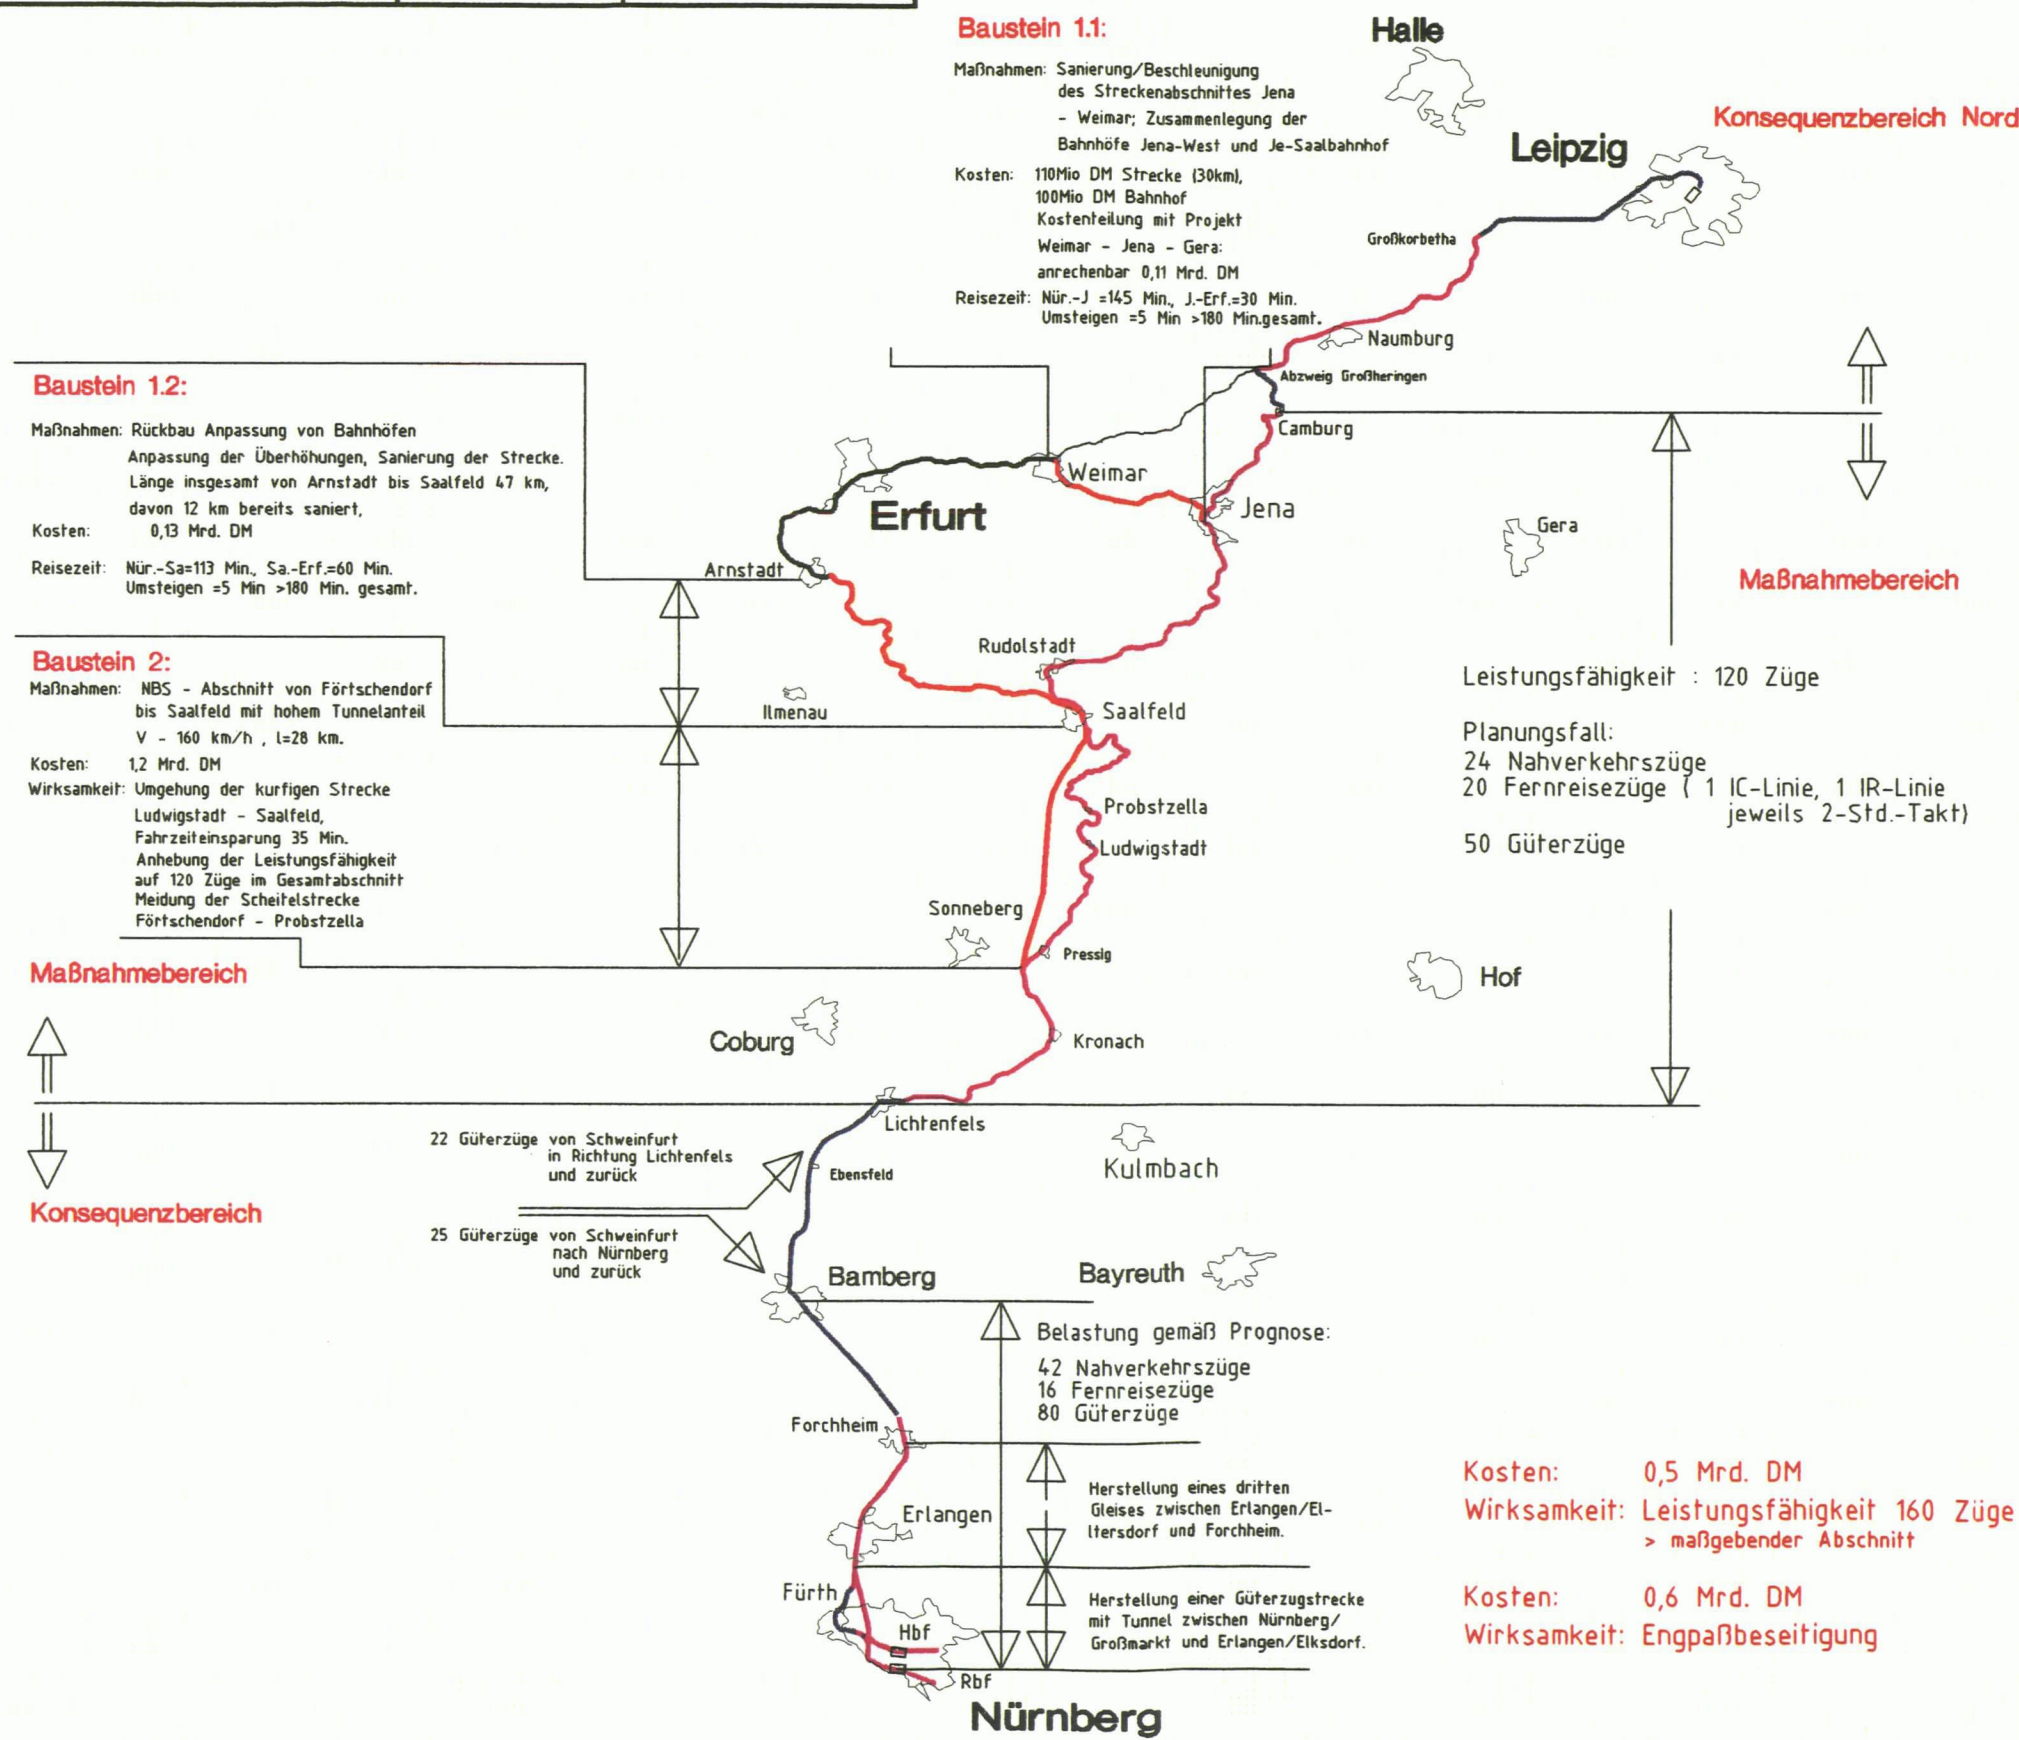 Baustein 1.1:
Maßnahmen: Sanierung/Beschleunigung
des Streckenabschnittes Jena
- Weimar; Zusammenlegung der
Bahnhöfe Jena-West und Je-Saalbahnhof
Kosten: 110Mio DM Strecke (30km),
100Mio DM Bahnhof
Kostenteilung mit Projekt
Weimar - Jena - Gera:
anrechenbar 0,11 Mrd. DM
Reisezeit: Nür.-J =145 Min., J.-Erf.=30 Min.
Umsteigen =5 Min >180 Min.gesamt.
Halle
Konsequenzbereich Nord
Leipzig
Großkorbetha
Naumburg
Abzweig Großheringen
Camburg
Baustein 1.2:
Maßnahmen: Rückbau Anpassung von Bahnhöfen
Anpassung der Überhöhungen, Sanierung der Strecke.
Länge insgesamt von Arnstadt bis Saalfeld 47 km,
davon 12 km bereits saniert,
Kosten: 0,13 Mrd. DM
Reisezeit: Nür.-Sa=113 Min., Sa.-Erf.=60 Min.
Umsteigen =5 Min >180 Min. gesamt.
Weimar
Erfurt
Jena
Gera
Arnstadt
Maßnahmebereich
Baustein 2:
Maßnahmen: NBS - Abschnitt von Förtschendorf
bis Saalfeld mit hohem Tunnelanteil
V - 160 km/h , l=28 km.
Kosten: 1,2 Mrd. DM
Wirksamkeit: Umgehung der kurfigen Strecke
Ludwigstadt - Saalfeld,
Fahrzeiteinsparung 35 Min.
Anhebung der Leistungsfähigkeit
auf 120 Züge im Gesamtabschnitt
Meidung der Scheitelstrecke
Förtschendorf - Probstzella
Rudolstadt
Ilmenau
Saalfeld
Leistungsfähigkeit : 120 Züge
Planungsfall:
24 Nahverkehrszüge
20 Fernreisezüge ( 1 IC-Linie, 1 IR-Linie
jeweils 2-Std.-Takt)
50 Güterzüge
Probstzella
Ludwigstadt
Sonneberg
Pressig
Maßnahmebereich
Hof
Coburg
Kronach
Lichtenfels
22 Güterzüge von Schweinfurt
in Richtung Lichtenfels
und zurück
Ebensfeld
Kulmbach
Konsequenzbereich
25 Güterzüge von Schweinfurt
nach Nürnberg
und zurück
Bamberg
Bayreuth
Belastung gemäß Prognose:
42 Nahverkehrszüge
16 Fernreisezüge
80 Güterzüge
Forchheim
Herstellung eines dritten
Gleises zwischen Erlangen/El-
ltersdorf und Forchheim.
Kosten: 0,5 Mrd. DM
Wirksamkeit: Leistungsfähigkeit 160 Züge
> maßgebender Abschnitt
Erlangen
Fürth
Herstellung einer Güterzugstrecke
mit Tunnel zwischen Nürnberg/
Großmarkt und Erlangen/Elksdorf.
Kosten: 0,6 Mrd. DM
Wirksamkeit: Engpaßbeseitigung
Hbf
Rbf
Nürnberg